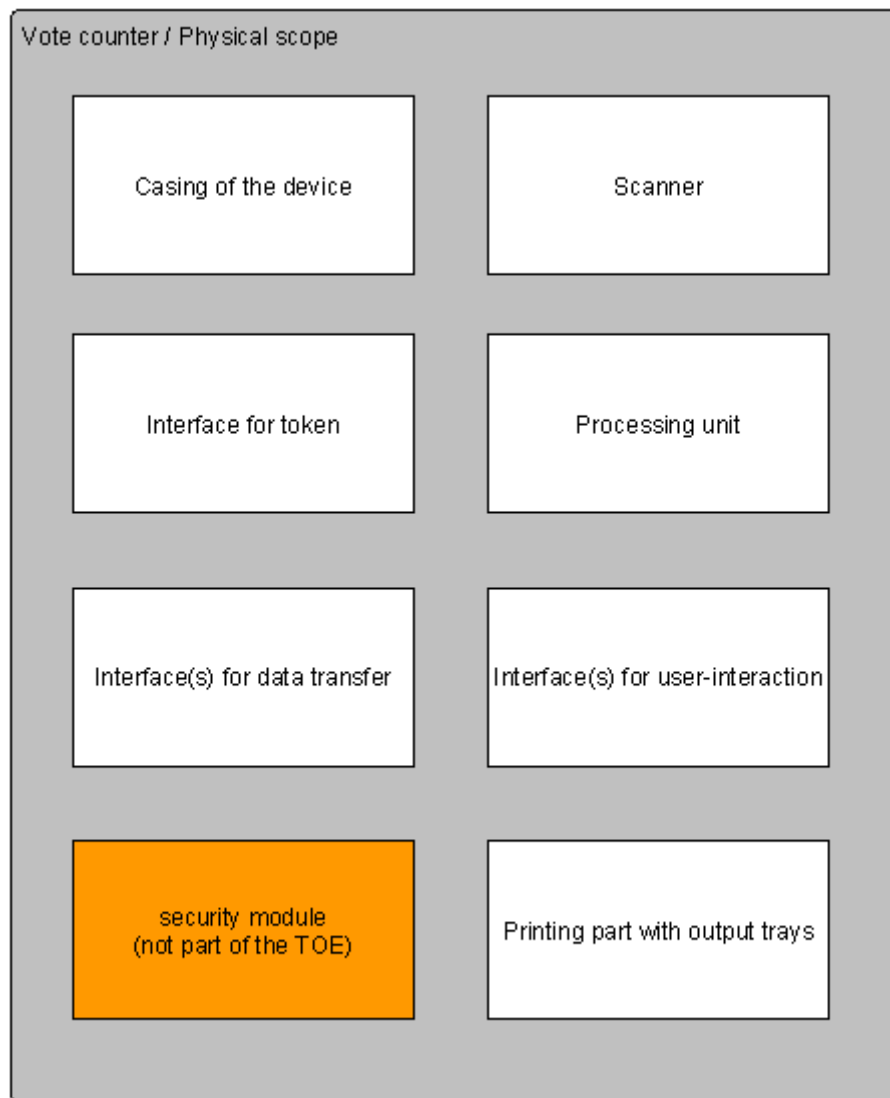 Vote counter / Physical scope
Casing of the device
Scanner
Interface for token
Processing unit
Interface(s) for data transfer
Interface(s) for user-interaction
security module
(not part of the TOE)
Printing part with output trays